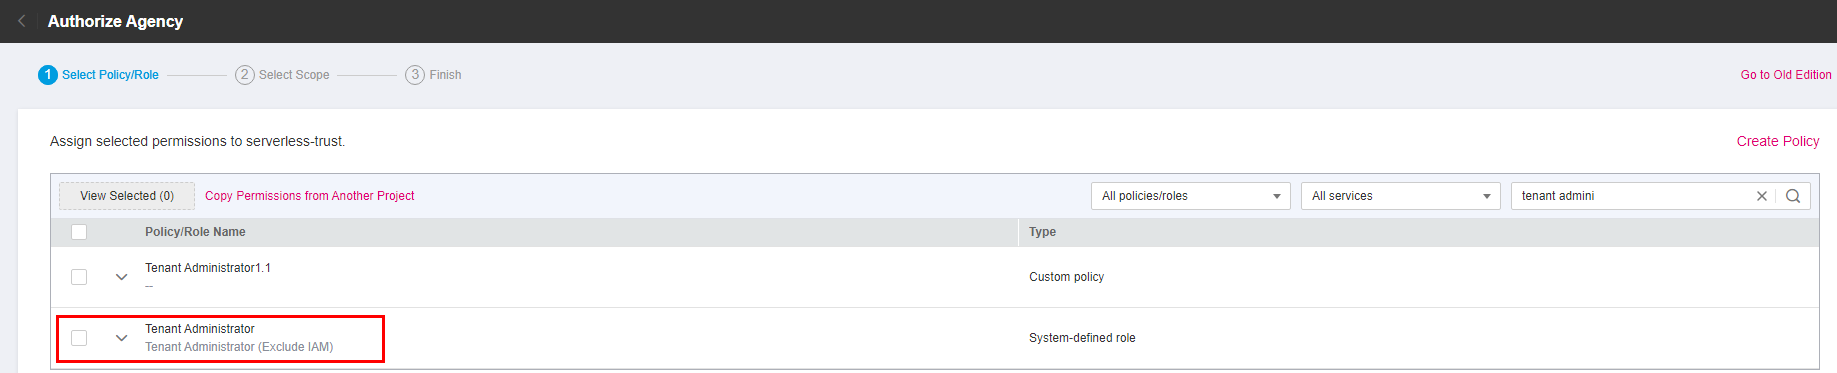 Authorize Agency
1 Select Policy/Role 2 Select Scope 3 Finish Go to Old Edition
Assign selected permissions to serverless-trust. Create Policy
View Selected (0) Copy Permissions from Another Project All policies/roles All services tenant admini
Policy/Role Name Type
Tenant Administrator1.1
--
Custom policy
Tenant Administrator
Tenant Administrator (Exclude IAM)
System-defined role